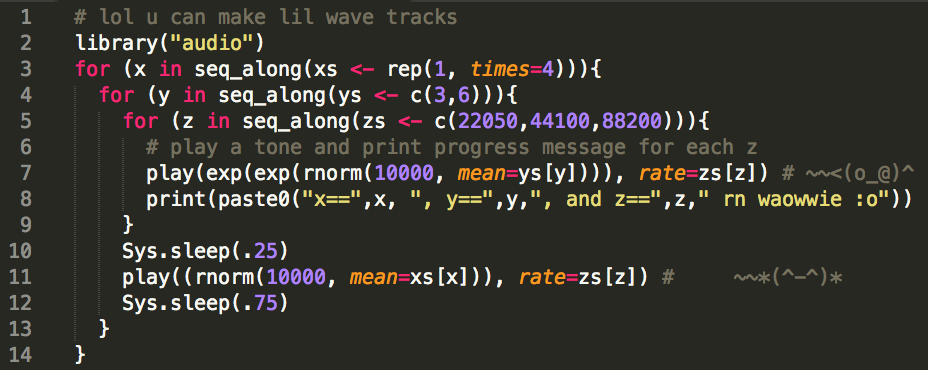 1 # lol u can make lil wave tracks
2 library("audio")
3 for (x in seq_along(xs <- rep(1, times=4))){
4 for (y in seq_along(ys <- c(3,6))){
5 for (z in seq_along(zs <- c(22050,44100,88200))){
6 # play a tone and print progress message for each z
7 play(exp(exp(rnorm(10000, mean=ys[y]))), rate=zs[z]) # ~~<(o_@)^
8 print(paste0("x==",x, ", y==",y,", and z==",z," rn waowwie :o"))
9 }
10 Sys.sleep(.25)
11 play((rnorm(10000, mean=xs[x])), rate=zs[z]) # ~~*(^-^)*
12 Sys.sleep(.75)
13 }
14 }